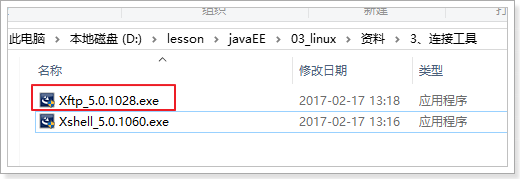 组织 新建
此电脑 › 本地磁盘 (D:) › lesson › javaEE › 03_linux › 资料 › 3、连接工具
名称 修改日期 类型
Xftp_5.0.1028.exe 2017-02-17 13:18 应用程序
Xshell_5.0.1060.exe 2017-02-17 13:16 应用程序